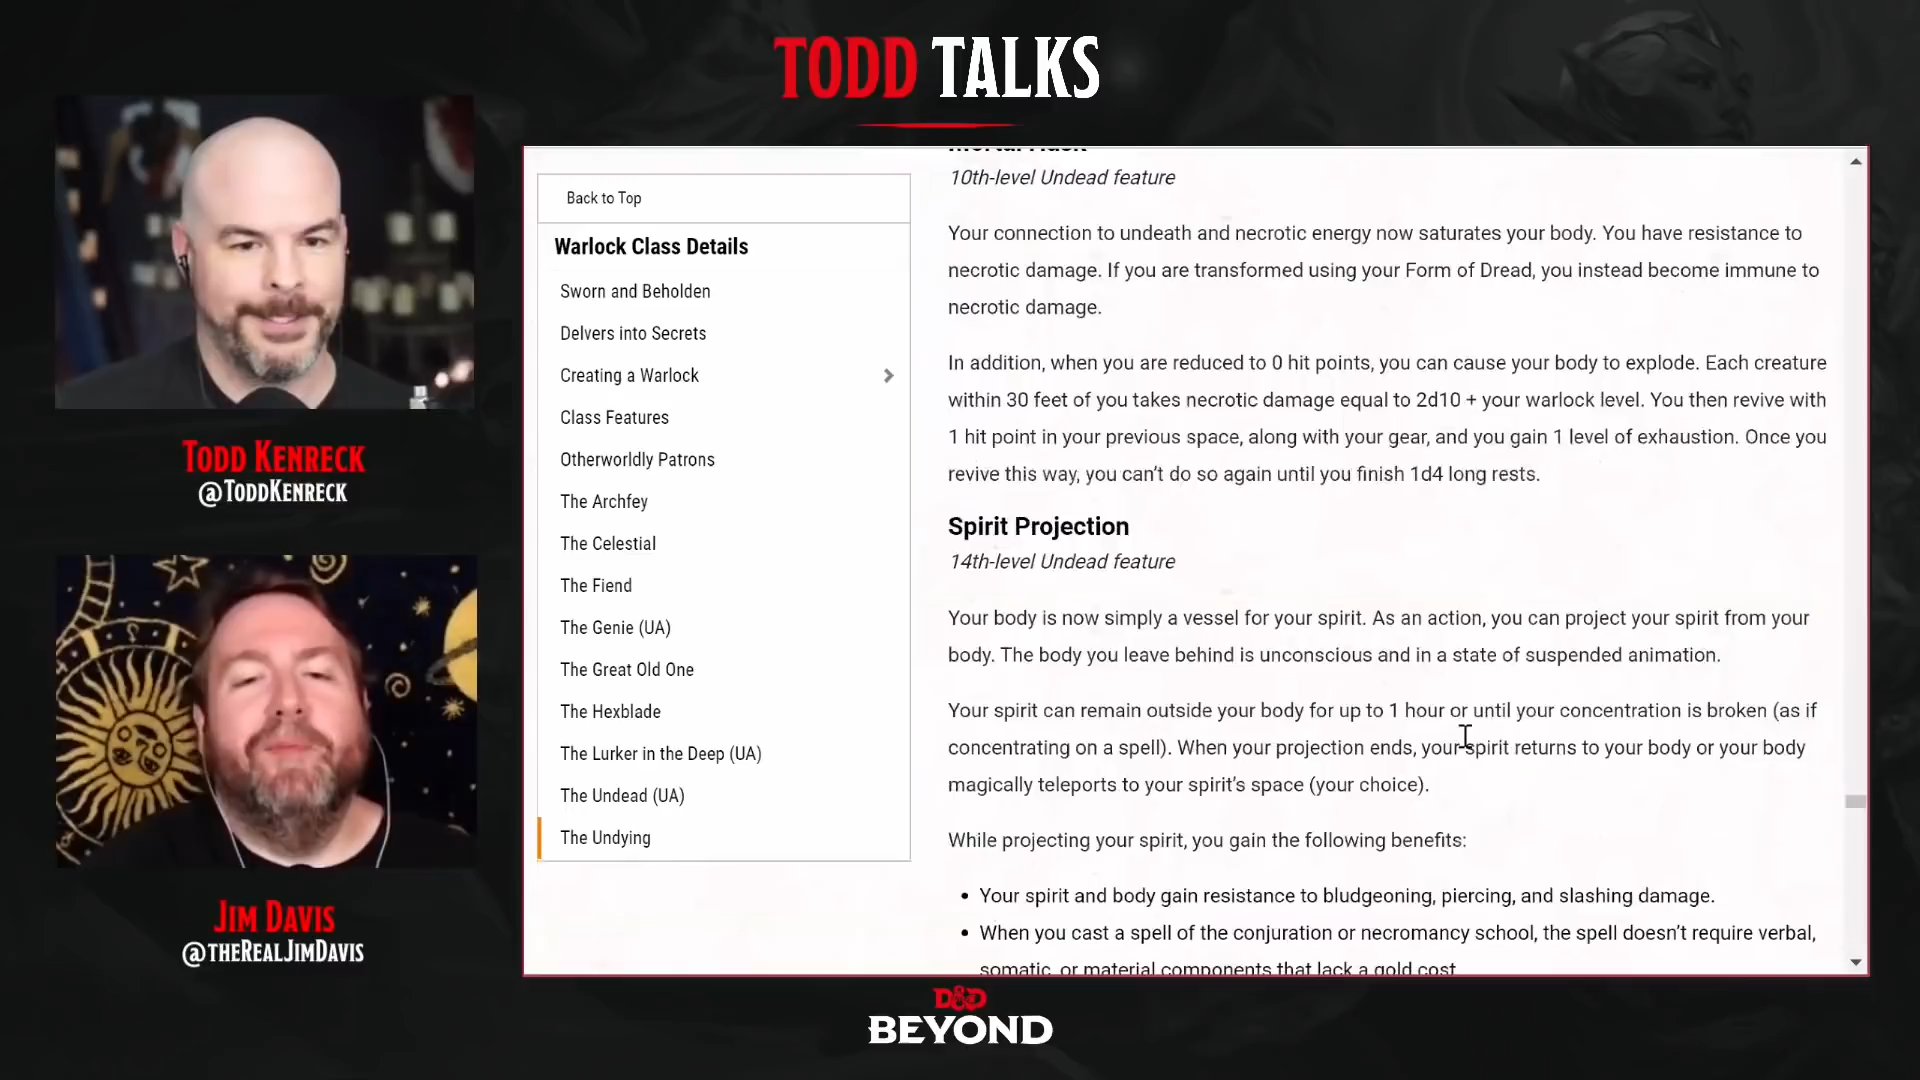 TODD TALKS
TODD KENRECK
@TODDKENRECK
JIM DAVIS
@THEREALJIMDAVIS
Back to Top
Warlock Class Details
Sworn and Beholden
Delvers into Secrets
Creating a Warlock
Class Features
Otherworldly Patrons
The Archfey
The Celestial
The Fiend
The Genie (UA)
The Great Old One
The Hexblade
The Lurker in the Deep (UA)
The Undead (UA)
The Undying
10th-level Undead feature
Your connection to undeath and necrotic energy now saturates your body. You have resistance to
necrotic damage. If you are transformed using your Form of Dread, you instead become immune to
necrotic damage.
In addition, when you are reduced to 0 hit points, you can cause your body to explode. Each creature
within 30 feet of you takes necrotic damage equal to 2d10 + your warlock level. You then revive with
1 hit point in your previous space, along with your gear, and you gain 1 level of exhaustion. Once you
revive this way, you can’t do so again until you finish 1d4 long rests.
Spirit Projection
14th-level Undead feature
Your body is now simply a vessel for your spirit. As an action, you can project your spirit from your
body. The body you leave behind is unconscious and in a state of suspended animation.
Your spirit can remain outside your body for up to 1 hour or until your concentration is broken (as if
concentrating on a spell). When your projection ends, your spirit returns to your body or your body
magically teleports to your spirit’s space (your choice).
While projecting your spirit, you gain the following benefits:
• Your spirit and body gain resistance to bludgeoning, piercing, and slashing damage.
• When you cast a spell of the conjuration or necromancy school, the spell doesn’t require verbal,
somatic, or material components that lack a gold cost
D&D
BEYOND